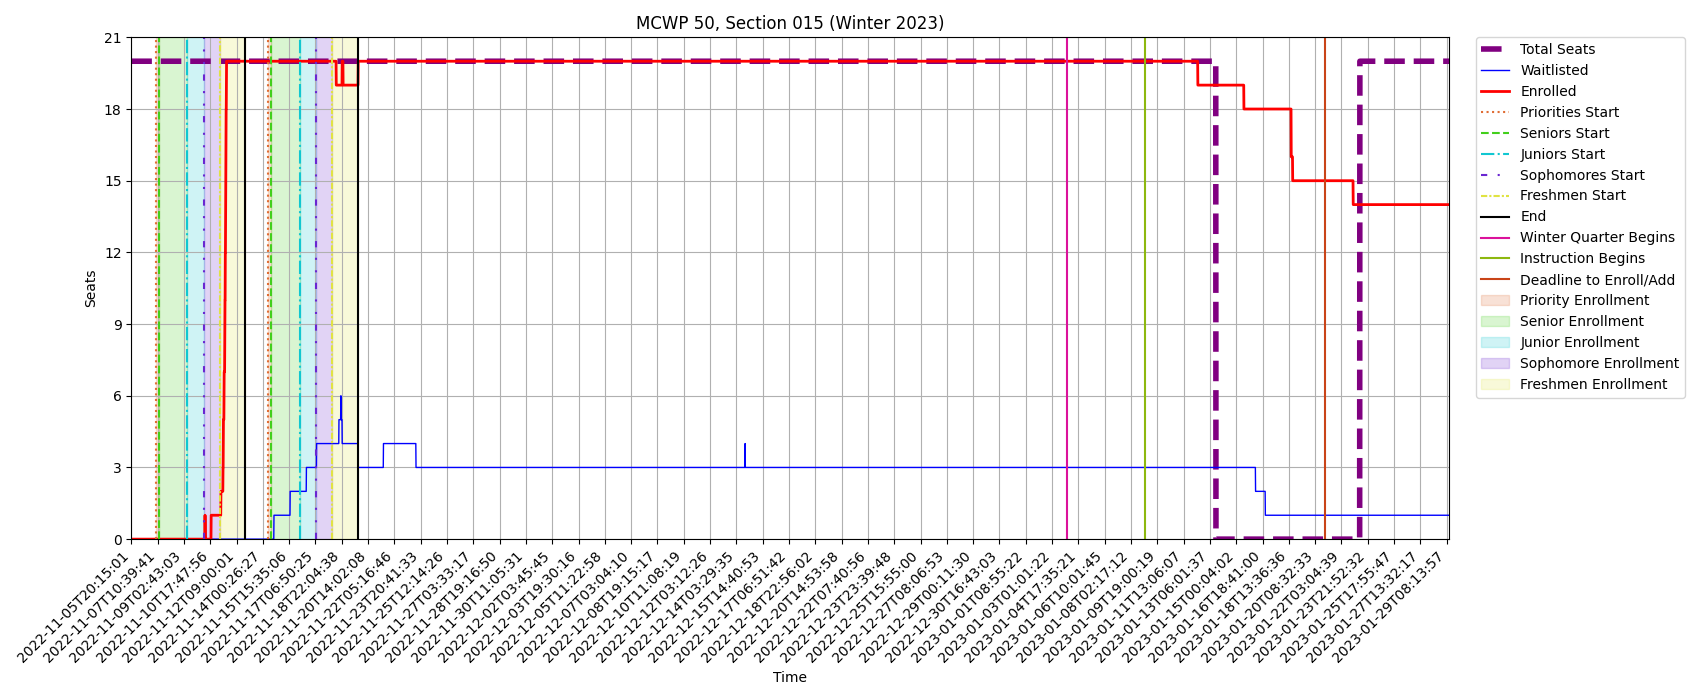 MCWP 50, Section 015 (Winter 2023)
21
18
15
12
9
6
3
0
Seats
2022-11-05T20:15:01
2022-11-07T10:39:41
2022-11-09T02:43:03
2022-11-10T17:47:56
2022-11-12T09:00:01
2022-11-14T00:26:27
2022-11-15T15:35:06
2022-11-17T06:50:25
2022-11-18T22:04:38
2022-11-20T14:02:08
2022-11-22T05:16:46
2022-11-23T20:41:33
2022-11-25T12:14:26
2022-11-27T03:33:17
2022-11-28T19:16:50
2022-11-30T11:05:31
2022-12-02T03:45:45
2022-12-03T19:30:16
2022-12-05T11:22:58
2022-12-07T03:04:10
2022-12-08T19:15:17
2022-12-10T11:08:19
2022-12-12T03:12:26
2022-12-14T03:29:35
2022-12-15T14:40:53
2022-12-17T06:51:42
2022-12-18T22:56:02
2022-12-20T14:53:58
2022-12-22T07:40:56
2022-12-23T23:39:48
2022-12-25T15:55:00
2022-12-27T08:06:53
2022-12-29T00:11:30
2022-12-30T16:43:03
2023-01-01T08:55:22
2023-01-03T01:01:22
2023-01-04T17:35:21
2023-01-06T10:01:45
2023-01-08T02:17:12
2023-01-09T19:00:19
2023-01-11T13:06:07
2023-01-13T06:01:37
2023-01-15T00:04:02
2023-01-16T18:41:00
2023-01-18T13:36:36
2023-01-20T08:32:33
2023-01-22T03:04:39
2023-01-23T21:52:32
2023-01-25T17:55:47
2023-01-27T13:32:17
2023-01-29T08:13:57
Time
Total Seats
Waitlisted
Enrolled
Priorities Start
Seniors Start
Juniors Start
Sophomores Start
Freshmen Start
End
Winter Quarter Begins
Instruction Begins
Deadline to Enroll/Add
Priority Enrollment
Senior Enrollment
Junior Enrollment
Sophomore Enrollment
Freshmen Enrollment